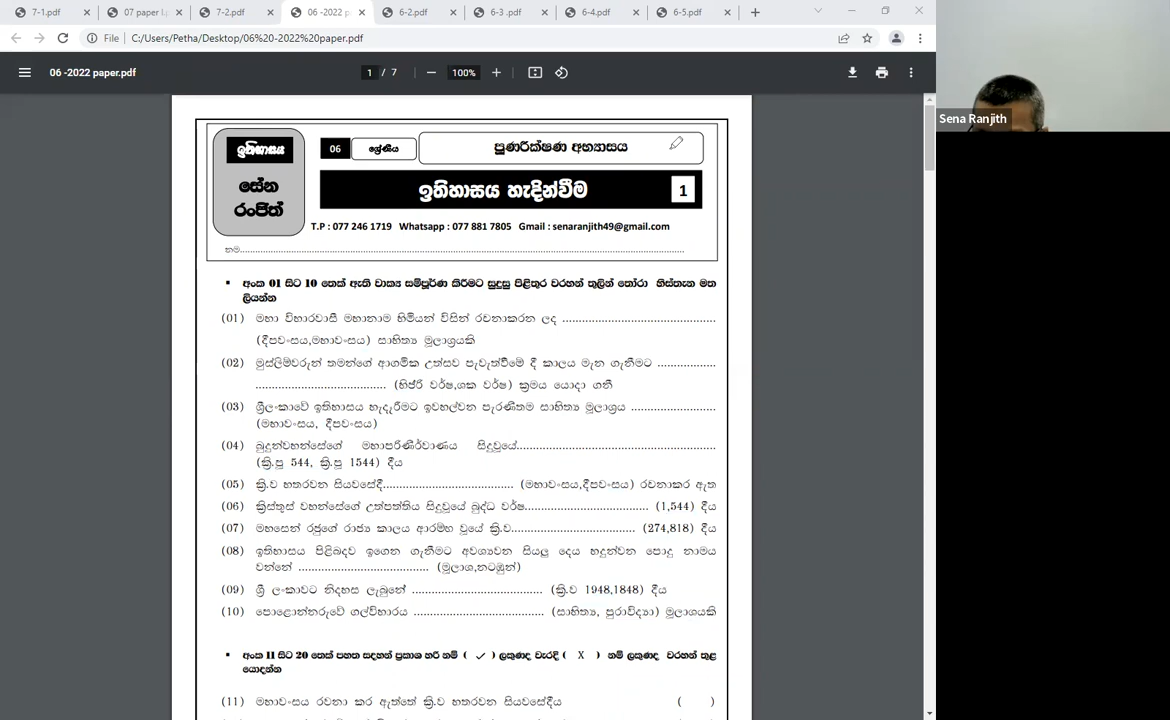 7-1.pdf
07 paper l.pdf
7-2.pdf
06 -2022 paper.pdf
6-2.pdf
6-3 .pdf
6-4.pdf
6-5.pdf
File
C:/Users/Petha/Desktop/06%20-2022%20paper.pdf
06 -2022 paper.pdf
1 / 7
100%
Sena Ranjith
ඉතිහාසය
සේන
රංජිත්
06 ශ්‍රේණිය
පුණරීක්ෂණ අභ්‍යාසය
ඉතිහාසය හැදින්වීම 1
T.P : 077 246 1719 Whatsapp : 077 881 7805 Gmail : senaranjith49@gmail.com
නම...........................................................................................................
▪ අංක 01 සිට 10 තෙක් ඇති වාක්‍ය සම්පූර්ණ කිරීමට සුදුසු පිළිතුර වරහන් තුලින් තෝරා හිස්තැන මත
ලියන්න
(01) මහා විහාරවාසී මහානාම හිමියන් විසින් රචනාකරන ලද ...............................................
(දීපවංසය,මහාවංසය) සාහිත්‍ය මූලාශ්‍රයකි
(02) මුස්ලිම්වරුන් තමන්ගේ ආගමික උත්සව පැවැත්වීමේ දී කාලය මැන ගැනීමට ..................
........................................ (හිජ්රි වර්ෂ,ශක වර්ෂ) ක්‍රමය යොදා ගනී
(03) ශ්‍රීලංකාවේ ඉතිහාසය හැදෑරීමට ඉවහල්වන පැරණිතම සාහිත්‍ය මූලාශ්‍රය ..........................
(මහාවංසය, දීපවංසය)
(04) බුදුන්වහන්සේගේ මහාපරිණිර්වාණය සිදුවූයේ.............................................................
(ක්‍රි.පූ 544, ක්‍රි.පූ 1544) දීය
(05) ක්‍රි.ව හතරවන සියවසේදී........................................ (මහාවංසය,දීපවංසය) රචනාකර ඇත
(06) ක්‍රිස්තුස් වහන්සේගේ උත්පත්තිය සිදුවූයේ බුද්ධ වර්ෂ...................................... (1,544) දීය
(07) මහසෙන් රජුගේ රාජ්‍ය කාලය ආරම්භ වූයේ ක්‍රි.ව...................................... (274,818) දීය
(08) ඉතිහාසය පිළිබදව ඉගෙන ගැනීමට අවශ්‍යවන සියලු දෙය හදුන්වන පොදු නාමය
වන්නේ ........................................ (මූලාශ,නටඹුන්)
(09) ශ්‍රී ලංකාවට නිදහස ලැබුනේ ........................................ (ක්‍රි.ව 1948,1848) දීය
(10) පොළොන්නරුවේ ගල්විහාරය ........................................ (සාහිත්‍ය, පුරාවිද්‍යා) මූලාශයකි
▪ අංක 11 සිට 20 තෙක් පහත සදහන් ප්‍රකාශ හරි නම් ( ✓ ) ලකුණද වැරදි ( X ) නම් ලකුණද වරහන් තුළ
යොදන්න
(11) මහාවංසය රචනා කර ඇත්තේ ක්‍රි.ව හතරවන සියවසේදීය ( )